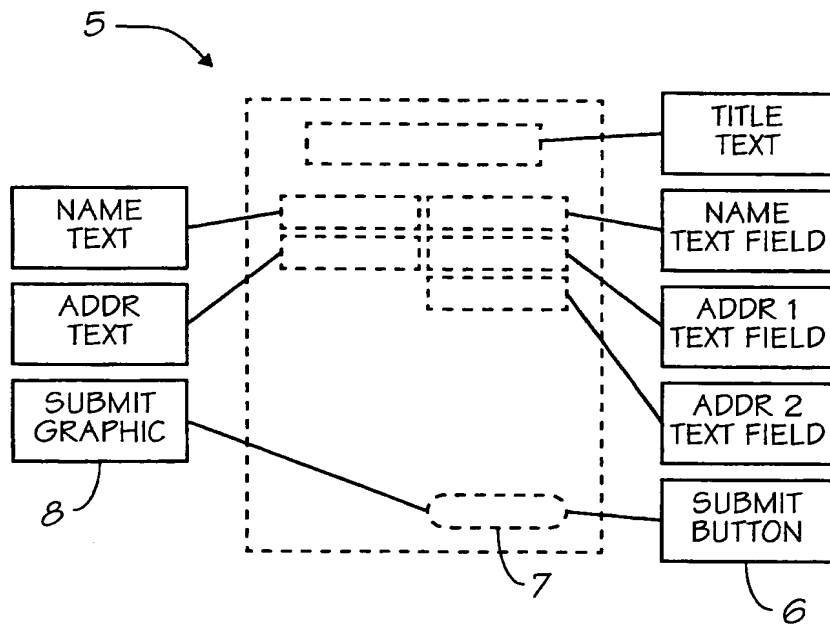 5
TITLE
TEXT
NAME
TEXT
NAME
TEXT FIELD
ADDR
TEXT
ADDR 1
TEXT FIELD
SUBMIT
GRAPHIC
ADDR 2
TEXT FIELD
8
SUBMIT
BUTTON
7
6